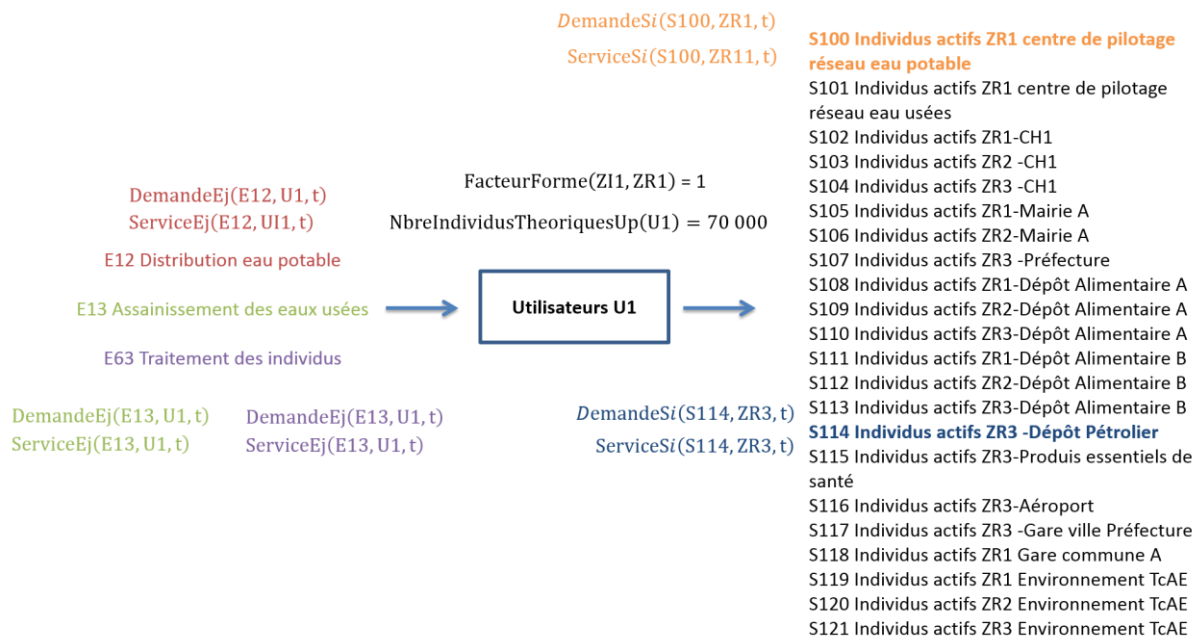 DemandeSi(S100, ZR1, t)
ServiceSi(S100, ZR11, t)
DemandeEj(E12, U1, t)
ServiceEj(E12, UI1, t)
E12 Distribution eau potable
E13 Assainissement des eaux usées
E63 Traitement des individus
DemandeEj(E13, U1, t)
ServiceEj(E13, U1, t)
DemandeEj(E13, U1, t)
ServiceEj(E13, U1, t)
FacteurForme(ZI1, ZR1) = 1
NbreIndividusTheoriquesUp(U1) = 70 000
Utilisateurs U1
DemandeSi(S114, ZR3, t)
ServiceSi(S114, ZR3, t)
S100 Individus actifs ZR1 centre de pilotage
réseau eau potable
S101 Individus actifs ZR1 centre de pilotage
réseau eau usées
S102 Individus actifs ZR1-CH1
S103 Individus actifs ZR2 -CH1
S104 Individus actifs ZR3 -CH1
S105 Individus actifs ZR1-Mairie A
S106 Individus actifs ZR2-Mairie A
S107 Individus actifs ZR3 -Préfecture
S108 Individus actifs ZR1-Dépôt Alimentaire A
S109 Individus actifs ZR2-Dépôt Alimentaire A
S110 Individus actifs ZR3-Dépôt Alimentaire A
S111 Individus actifs ZR1-Dépôt Alimentaire B
S112 Individus actifs ZR2-Dépôt Alimentaire B
S113 Individus actifs ZR3-Dépôt Alimentaire B
S114 Individus actifs ZR3 -Dépôt Pétrolier
S115 Individus actifs ZR3-Produis essentiels de
santé
S116 Individus actifs ZR3-Aéroport
S117 Individus actifs ZR3 -Gare ville Préfecture
S118 Individus actifs ZR1 Gare commune A
S119 Individus actifs ZR1 Environnement TcAE
S120 Individus actifs ZR2 Environnement TcAE
S121 Individus actifs ZR3 Environnement TcAE